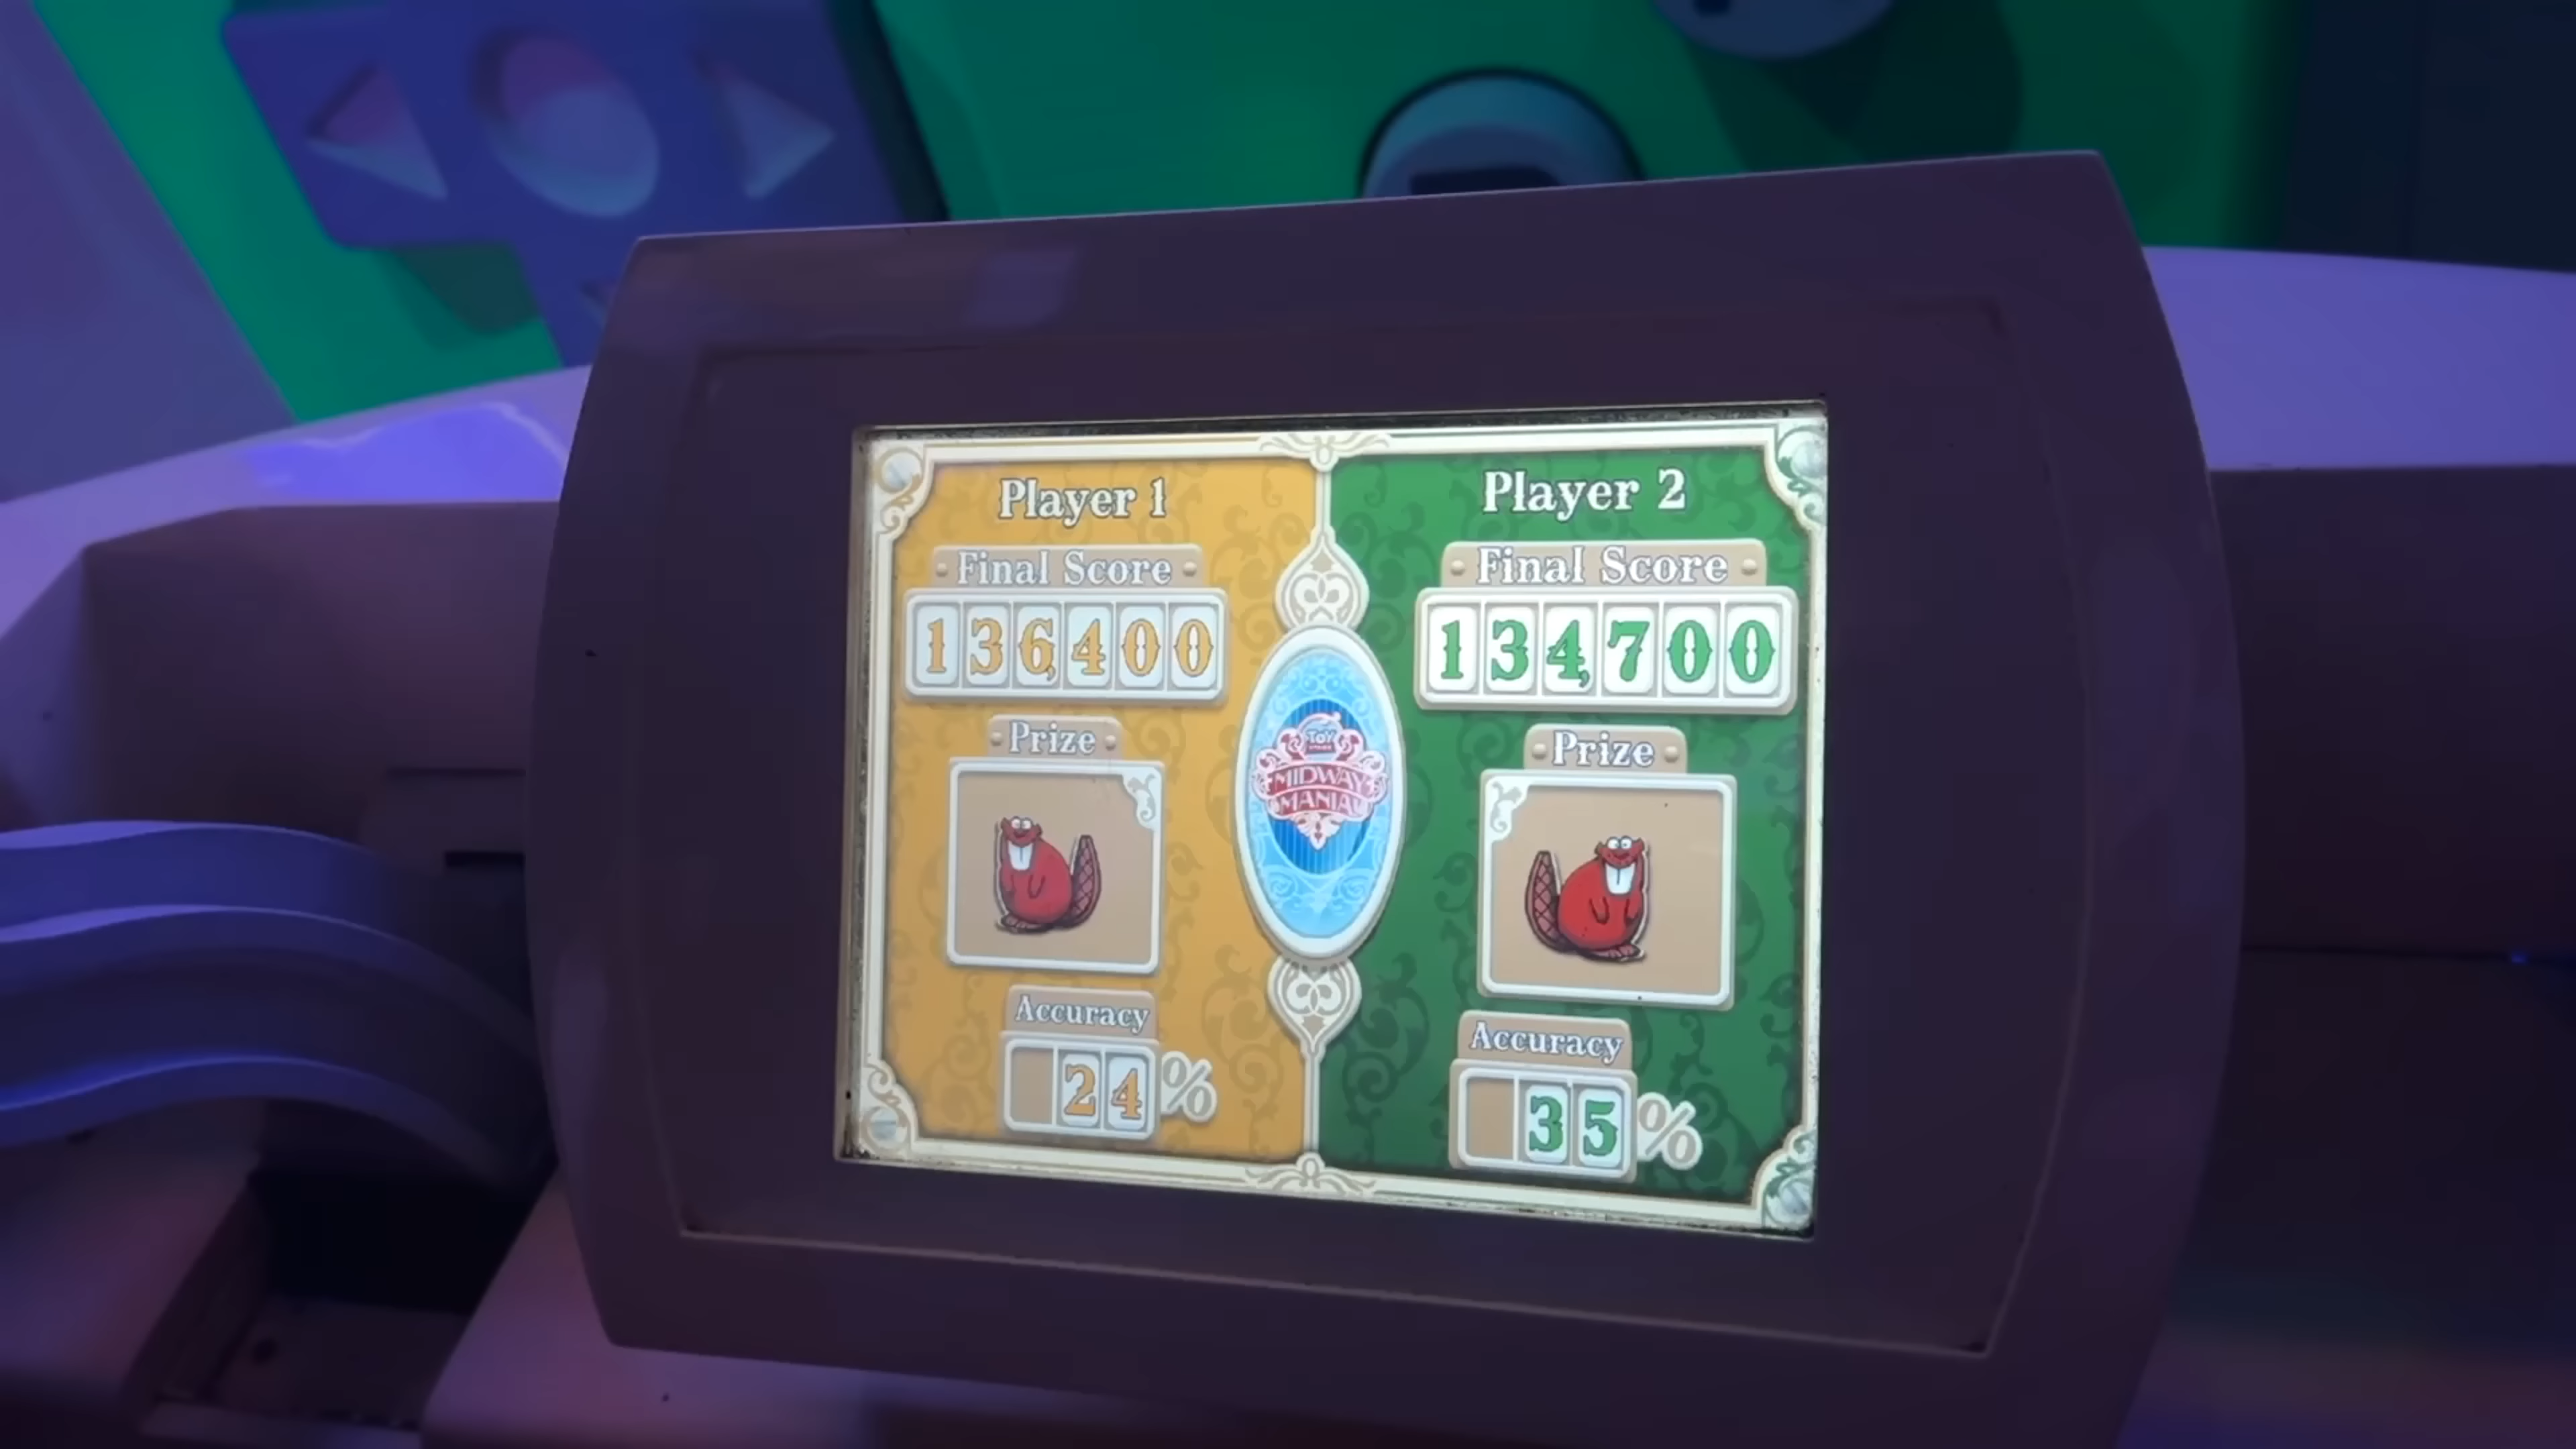 Player 1
Final Score
136,400
Prize
Accuracy
24%
TOY
MIDWAY
MANIA!
Player 2
Final Score
134,700
Prize
Accuracy
35%